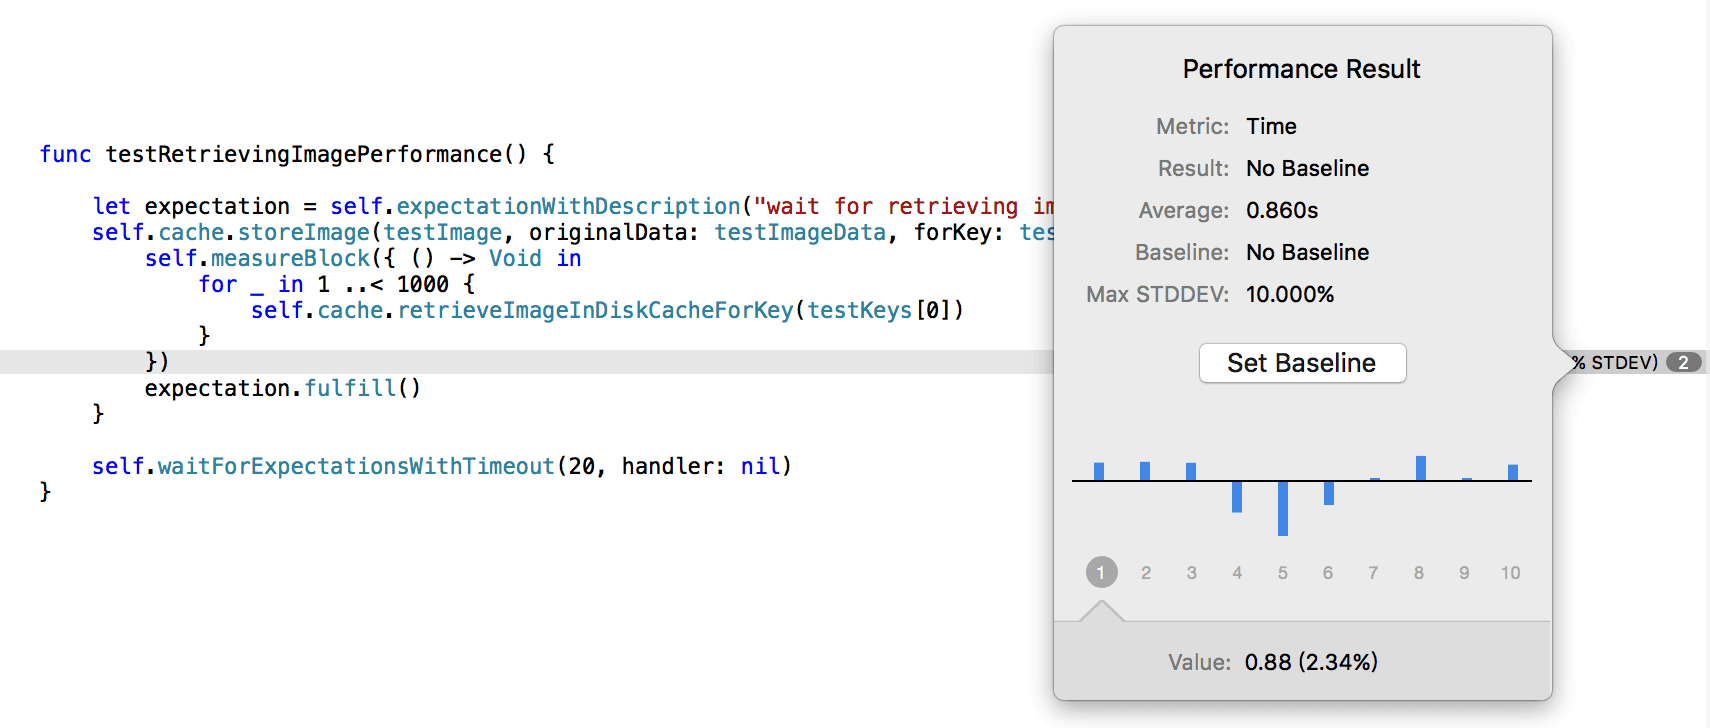 func testRetrievingImagePerformance() {
let expectation = self.expectationWithDescription("wait for retrieving im
self.cache.storeImage(testImage, originalData: testImageData, forKey: tes
self.measureBlock({ () -> Void in
for _ in 1 ..< 1000 {
self.cache.retrieveImageInDiskCacheForKey(testKeys[0])
}
})
expectation.fulfill()
}
self.waitForExpectationsWithTimeout(20, handler: nil)
}
Performance Result
Metric: Time
Result: No Baseline
Average: 0.860s
Baseline: No Baseline
Max STDDEV: 10.000%
Set Baseline
% STDEV) 2
1 2 3 4 5 6 7 8 9 10
Value: 0.88 (2.34%)